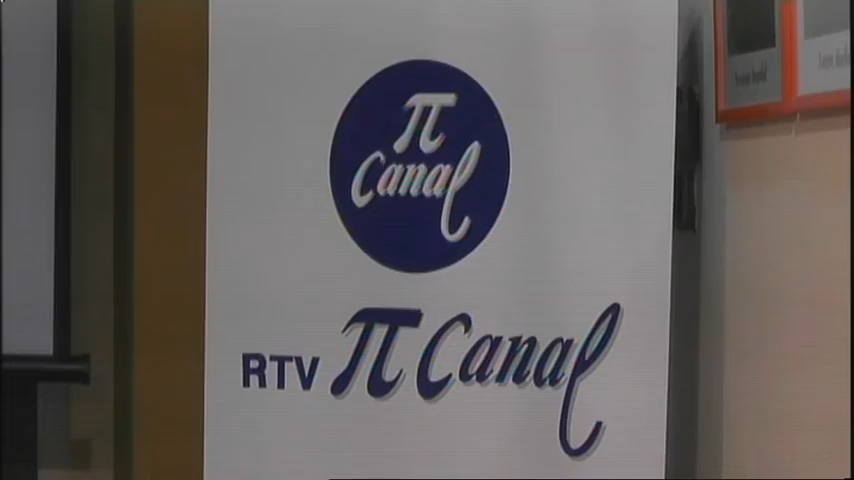 π
Canal
RTV π Canal